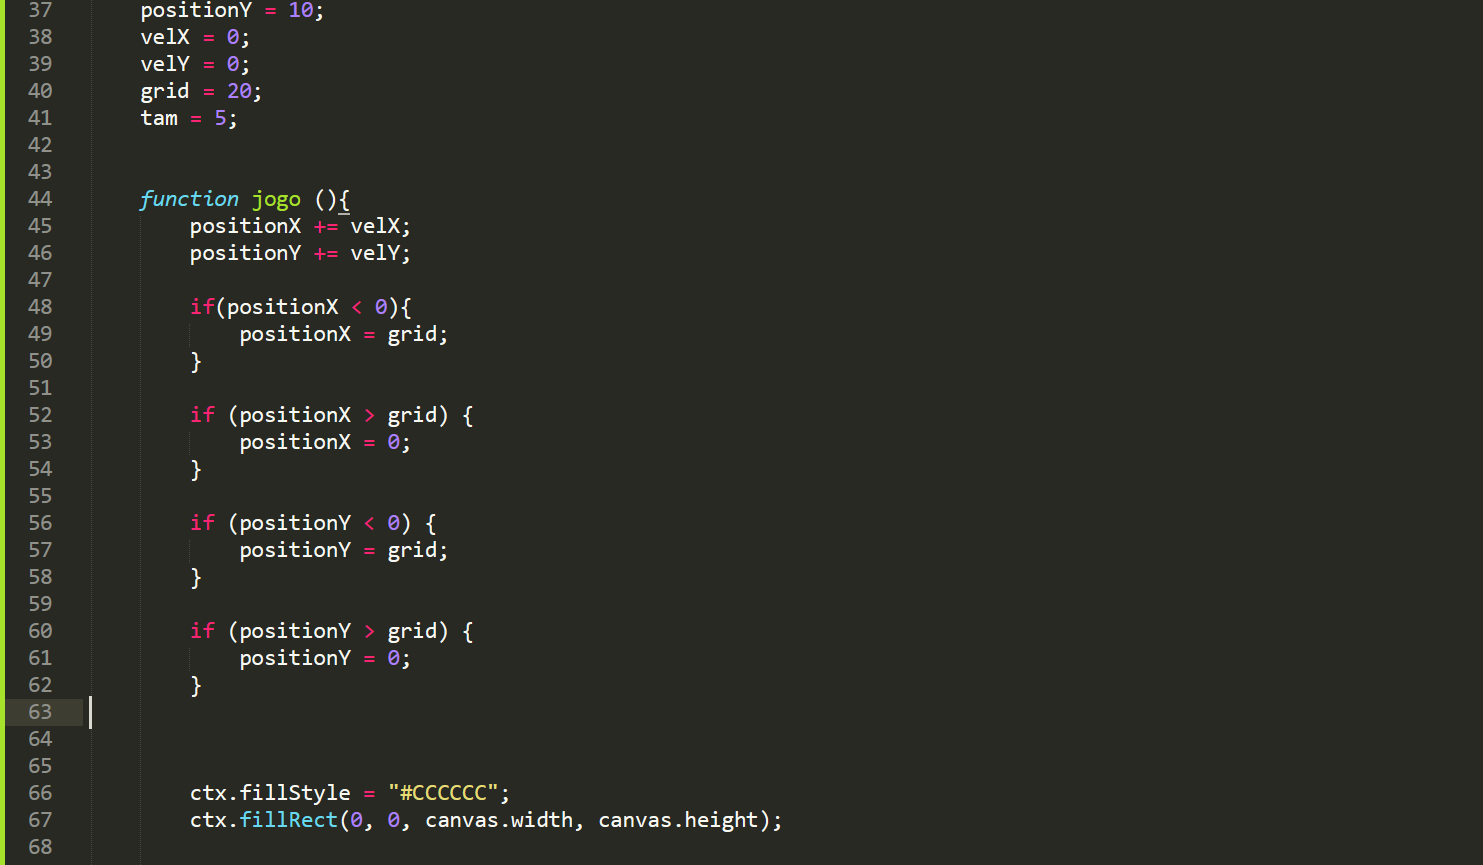 37 positionY = 10;
38 velX = 0;
39 velY = 0;
40 grid = 20;
41 tam = 5;
42
43
44 function jogo (){
45 positionX += velX;
46 positionY += velY;
47
48 if(positionX < 0){
49 positionX = grid;
50 }
51
52 if (positionX > grid) {
53 positionX = 0;
54 }
55
56 if (positionY < 0) {
57 positionY = grid;
58 }
59
60 if (positionY > grid) {
61 positionY = 0;
62 }
63
64
65
66 ctx.fillStyle = "#CCCCCC";
67 ctx.fillRect(0, 0, canvas.width, canvas.height);
68